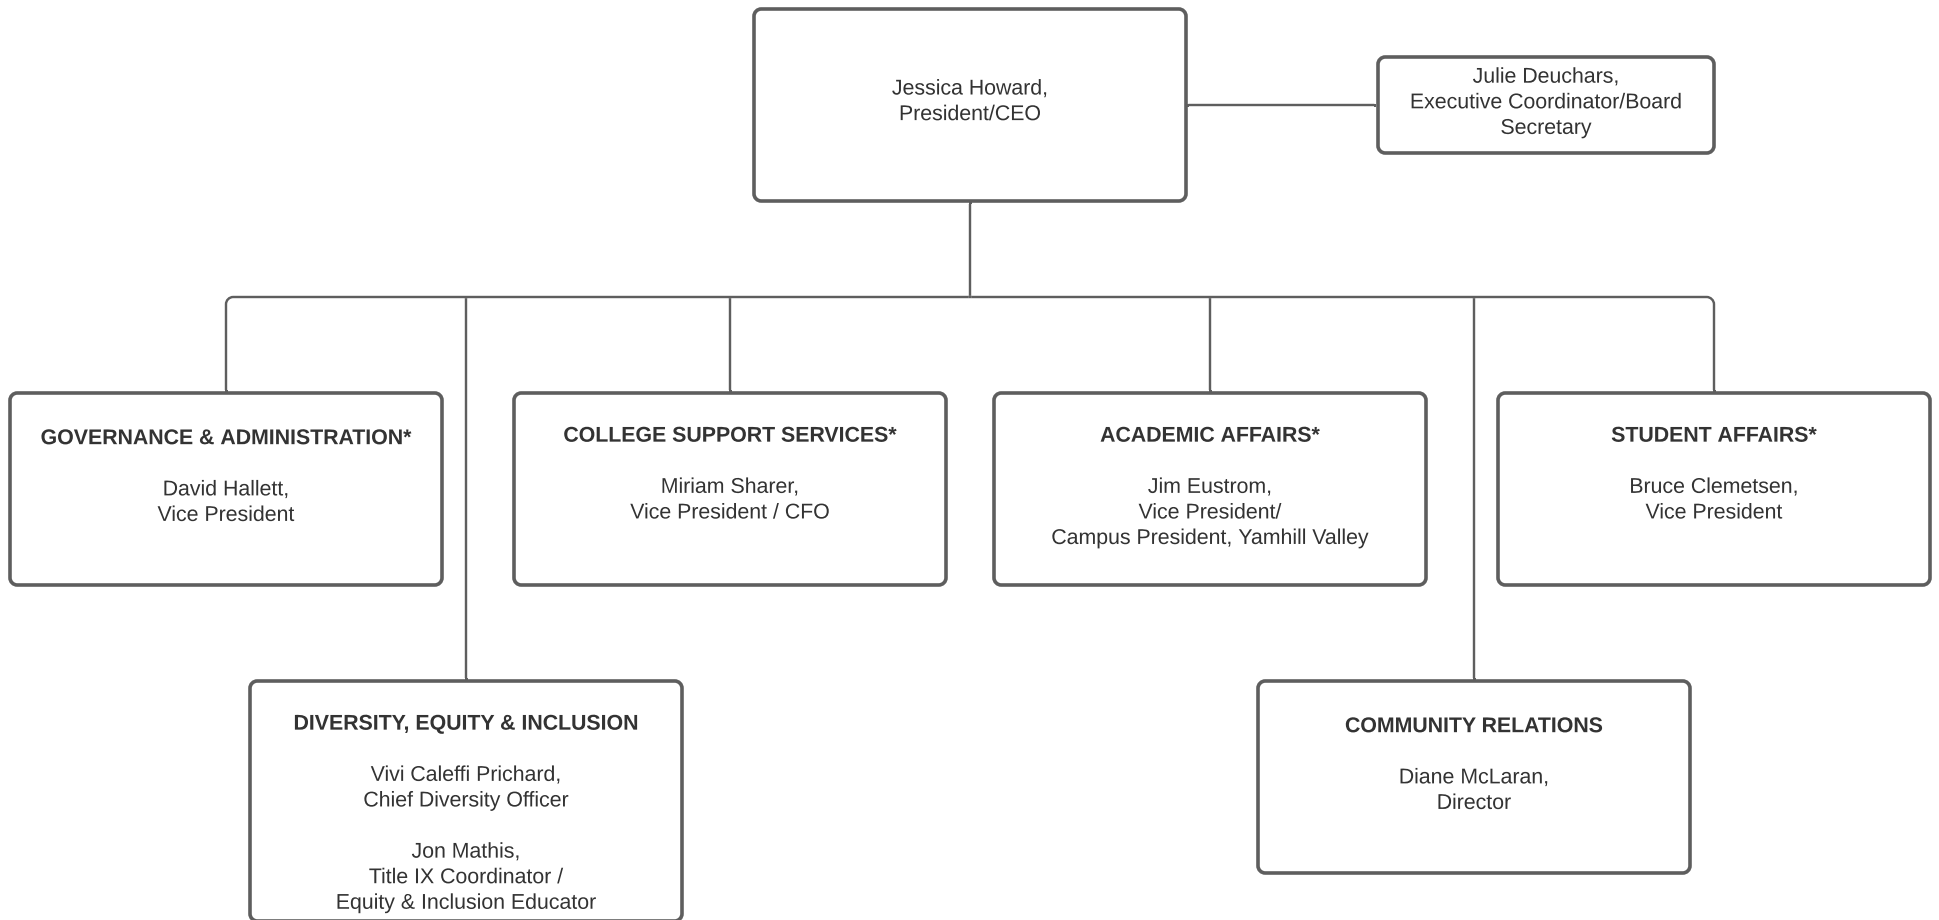 Jessica Howard,
President/CEO
Julie Deuchars,
Executive Coordinator/Board
Secretary
GOVERNANCE & ADMINISTRATION*
David Hallett,
Vice President
COLLEGE SUPPORT SERVICES*
Miriam Sharer,
Vice President / CFO
ACADEMIC AFFAIRS*
Jim Eustrom,
Vice President/
Campus President, Yamhill Valley
STUDENT AFFAIRS*
Bruce Clemetsen,
Vice President
DIVERSITY, EQUITY & INCLUSION
Vivi Caleffi Prichard,
Chief Diversity Officer
Jon Mathis,
Title IX Coordinator /
Equity & Inclusion Educator
COMMUNITY RELATIONS
Diane McLaran,
Director